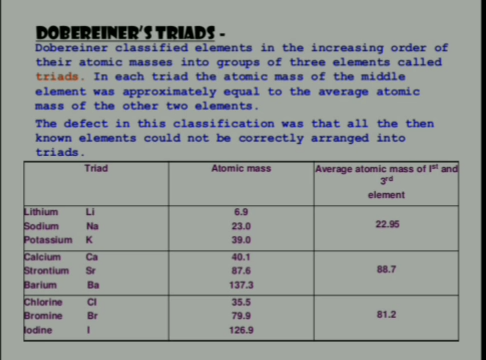 DOBEREINER'S TRIADS -
Dobereiner classified elements in the increasing order of
their atomic masses into groups of three elements called
triads. In each triad the atomic mass of the middle
element was approximately equal to the average atomic
mass of the other two elements.
The defect in this classification was that all the then
known elements could not be correctly arranged into
triads.
Triad Atomic mass Average atomic mass of Ist and
3rd
element
Lithium Li 6.9
Sodium Na 23.0 22.95
Potassium K 39.0
Calcium Ca 40.1
Strontium Sr 87.6 88.7
Barium Ba 137.3
Chlorine Cl 35.5
Bromine Br 79.9 81.2
Iodine I 126.9